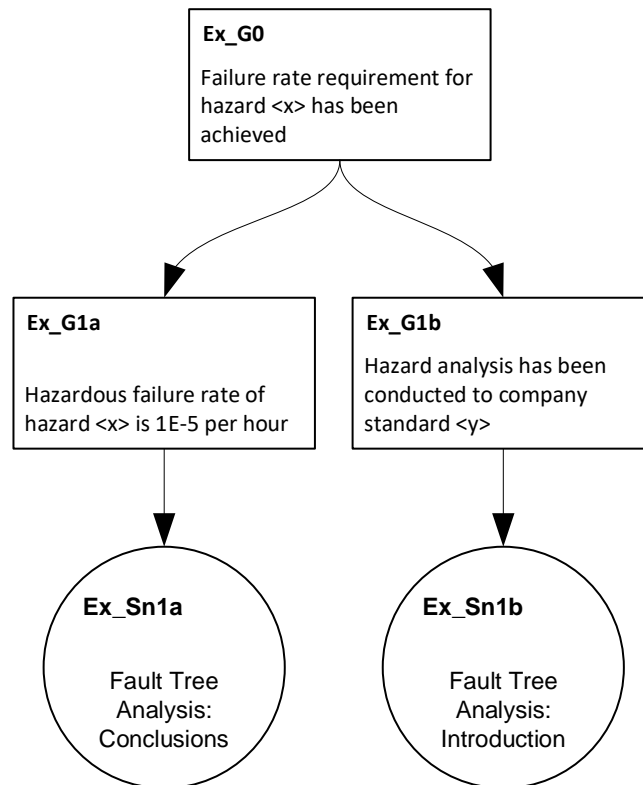 Ex_G0
Failure rate requirement for
hazard <x> has been
achieved
Ex_G1a
Hazardous failure rate of
hazard <x> is 1E-5 per hour
Ex_G1b
Hazard analysis has been
conducted to company
standard <y>
Ex_Sn1a
Fault Tree
Analysis:
Conclusions
Ex_Sn1b
Fault Tree
Analysis:
Introduction